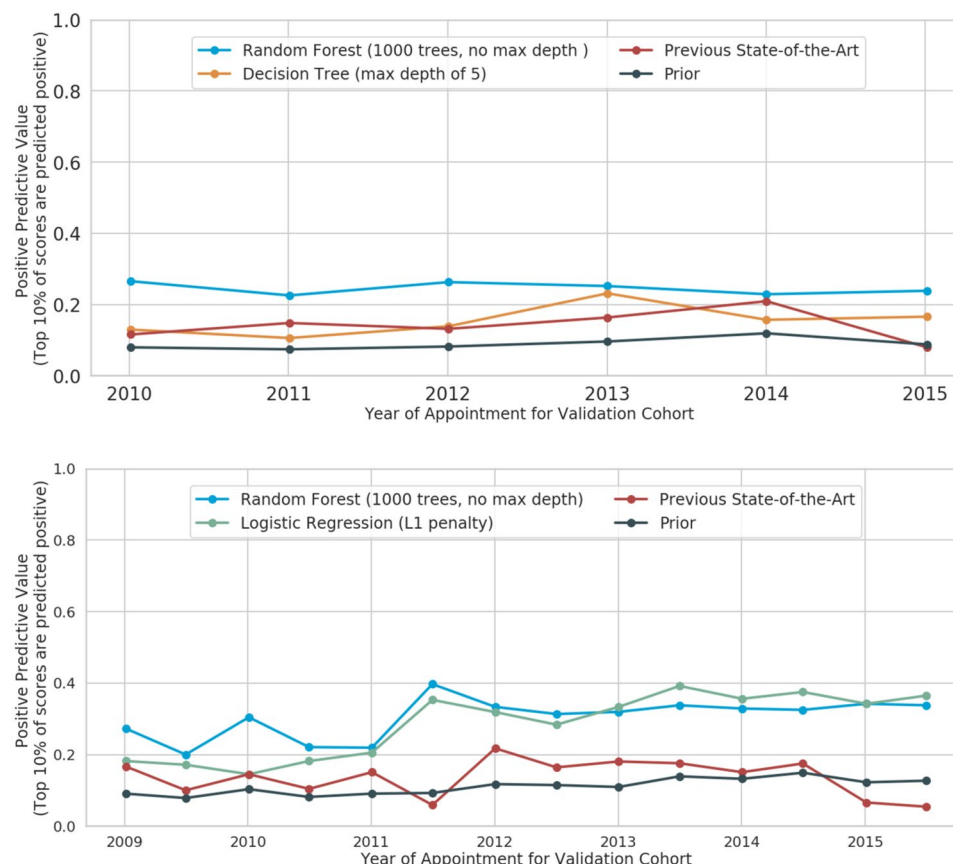 Positive Predictive Value
(Top 10% of scores are predicted positive)
1.0
0.8
0.6
0.4
0.2
0.0
Random Forest (1000 trees, no max depth )
Decision Tree (max depth of 5)
Previous State-of-the-Art
Prior
2010 2011 2012 2013 2014 2015
Year of Appointment for Validation Cohort
Positive Predictive Value
(Top 10% of scores are predicted positive)
1.0
0.8
0.6
0.4
0.2
0.0
Random Forest (1000 trees, no max depth)
Logistic Regression (L1 penalty)
Previous State-of-the-Art
Prior
2009 2010 2011 2012 2013 2014 2015
Year of Appointment for Validation Cohort